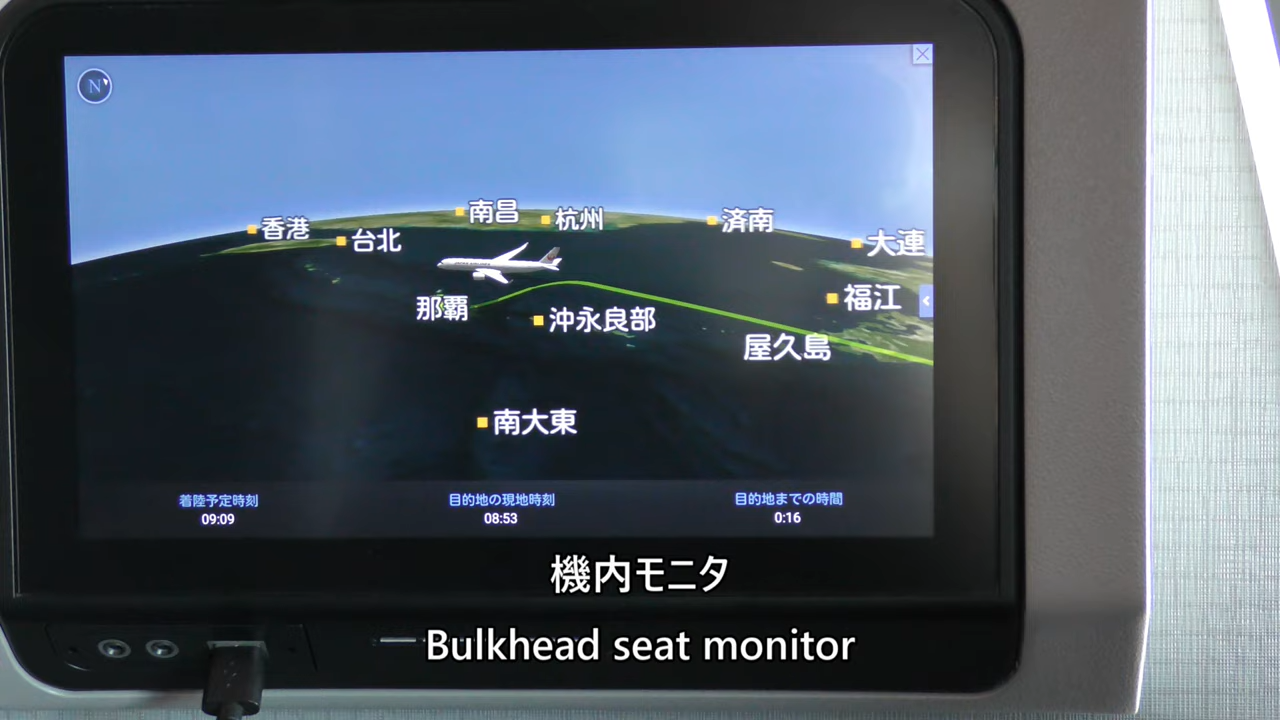 N
香港
台北
南昌
杭州
済南
大連
那覇
沖永良部
福江
屋久島
南大東
着陸予定時刻
09:09
目的地の現地時刻
08:53
目的地までの時間
0:16
機内モニタ
Bulkhead seat monitor